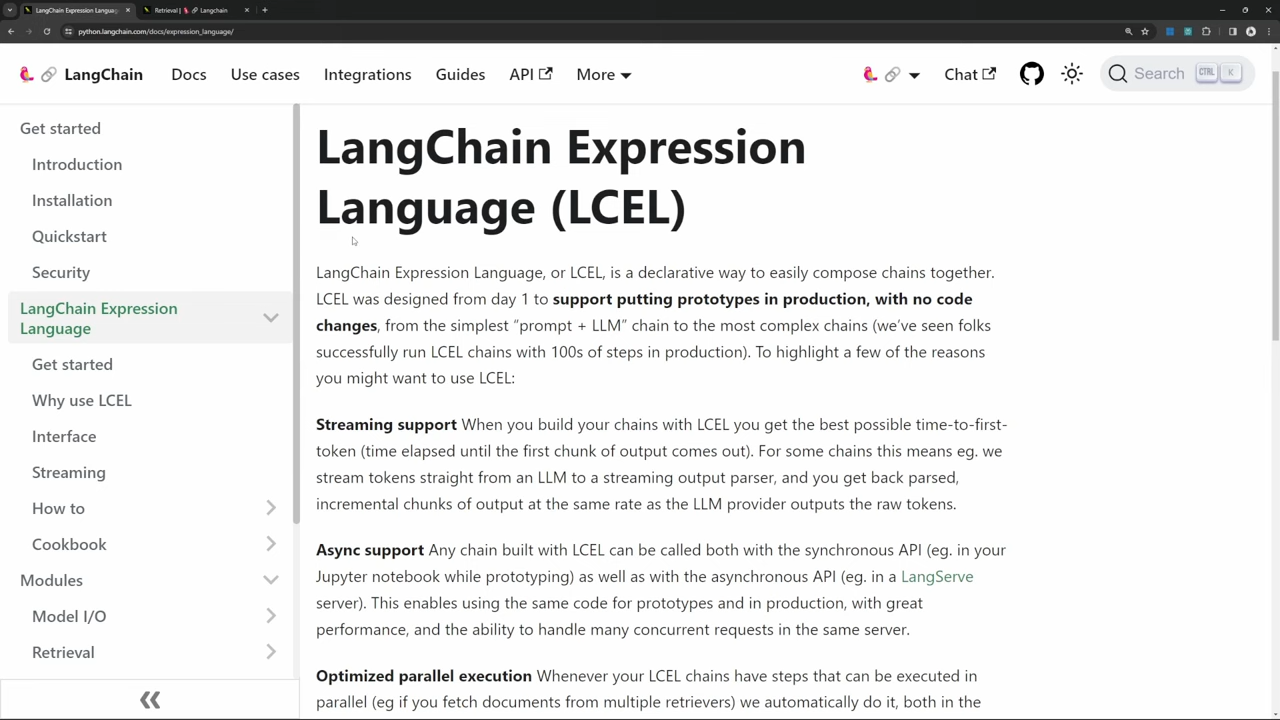 LangChain Expression Langua
Retrieval | Langchain
python.langchain.com/docs/expression_language/
LangChain Docs Use cases Integrations Guides API More Chat Search CTRL K
Get started
Introduction
Installation
Quickstart
Security
LangChain Expression
Language
Get started
Why use LCEL
Interface
Streaming
How to
Cookbook
Modules
Model I/O
Retrieval
LangChain Expression
Language (LCEL)
LangChain Expression Language, or LCEL, is a declarative way to easily compose chains together.
LCEL was designed from day 1 to support putting prototypes in production, with no code
changes, from the simplest “prompt + LLM” chain to the most complex chains (we’ve seen folks
successfully run LCEL chains with 100s of steps in production). To highlight a few of the reasons
you might want to use LCEL:
Streaming support When you build your chains with LCEL you get the best possible time-to-first-
token (time elapsed until the first chunk of output comes out). For some chains this means eg. we
stream tokens straight from an LLM to a streaming output parser, and you get back parsed,
incremental chunks of output at the same rate as the LLM provider outputs the raw tokens.
Async support Any chain built with LCEL can be called both with the synchronous API (eg. in your
Jupyter notebook while prototyping) as well as with the asynchronous API (eg. in a LangServe
server). This enables using the same code for prototypes and in production, with great
performance, and the ability to handle many concurrent requests in the same server.
Optimized parallel execution Whenever your LCEL chains have steps that can be executed in
parallel (eg if you fetch documents from multiple retrievers) we automatically do it, both in the